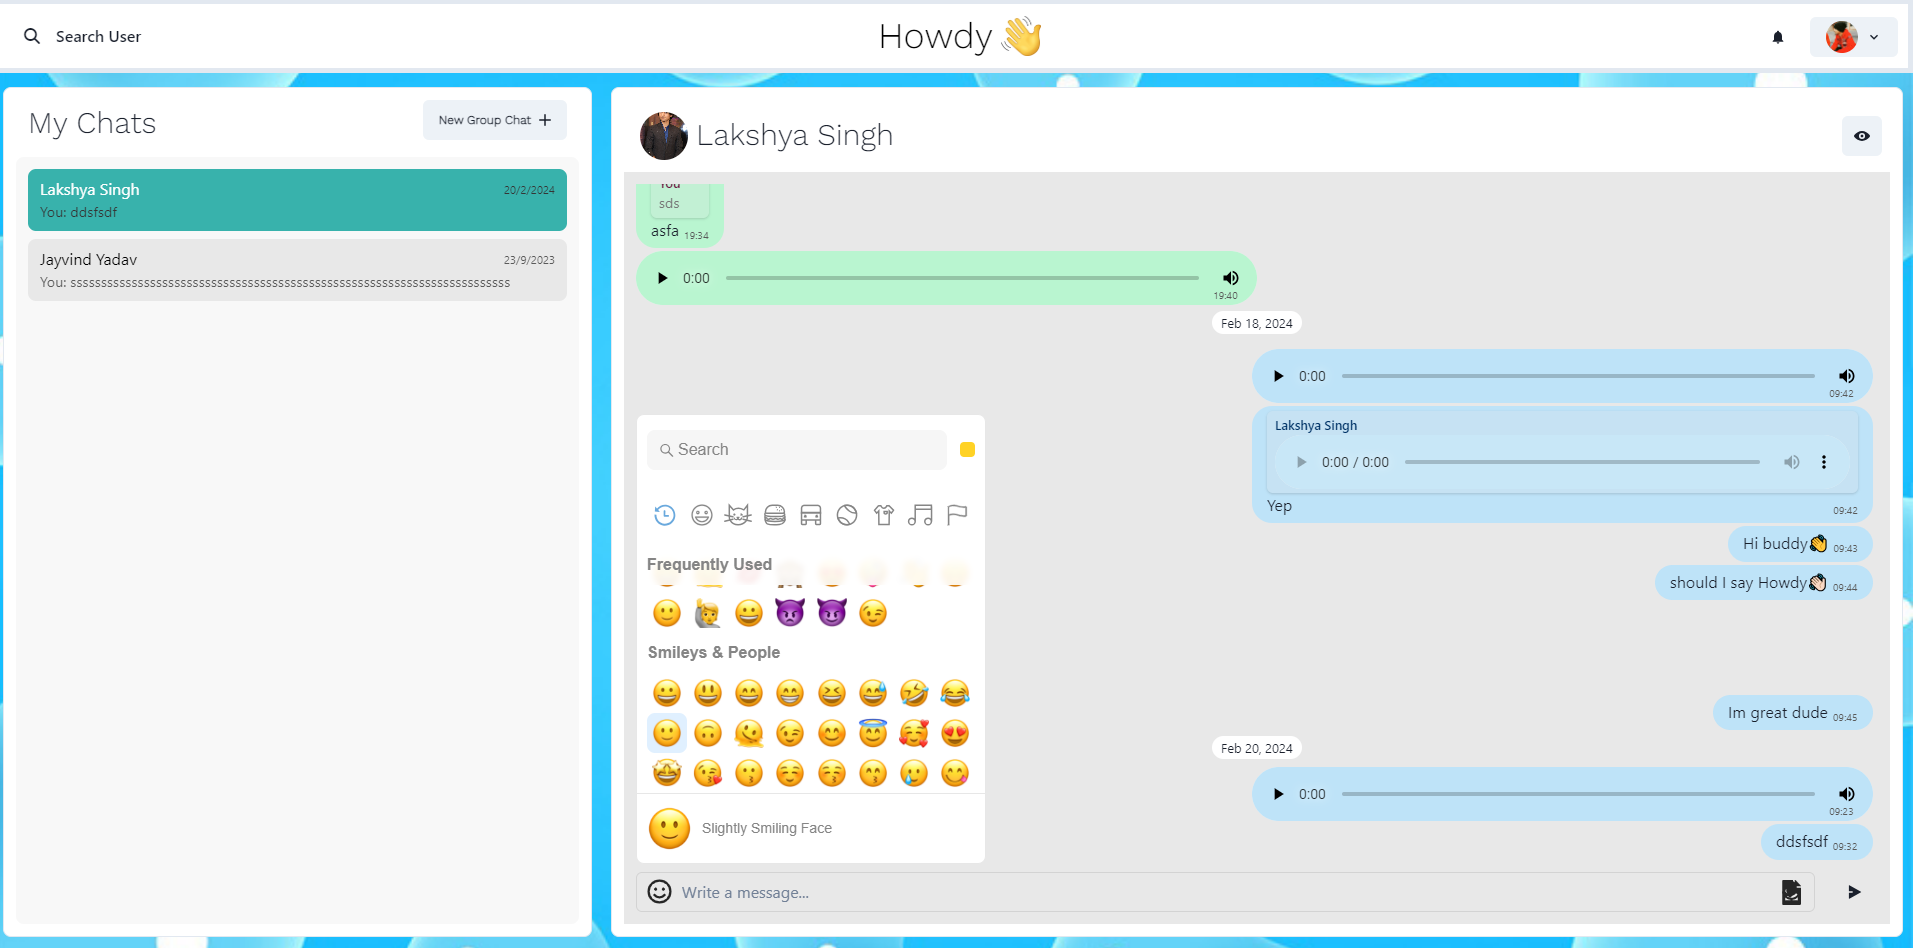 Search User
Howdy 👋
My Chats
New Group Chat +
Lakshya Singh
20/2/2024
You: ddsfsdf
Jayvind Yadav
23/9/2023
Lakshya Singh
You
sds
asfa 19:34
0:00
19:40
Feb 18, 2024
0:00
09:42
Lakshya Singh
0:00 / 0:00
Yep
09:42
Hi buddy👋 09:43
should I say Howdy👋🏻 09:44
Im great dude 09:45
Feb 20, 2024
0:00
09:23
ddsfsdf 09:32
Search
Frequently Used
Smileys & People
Slightly Smiling Face
Write a message...